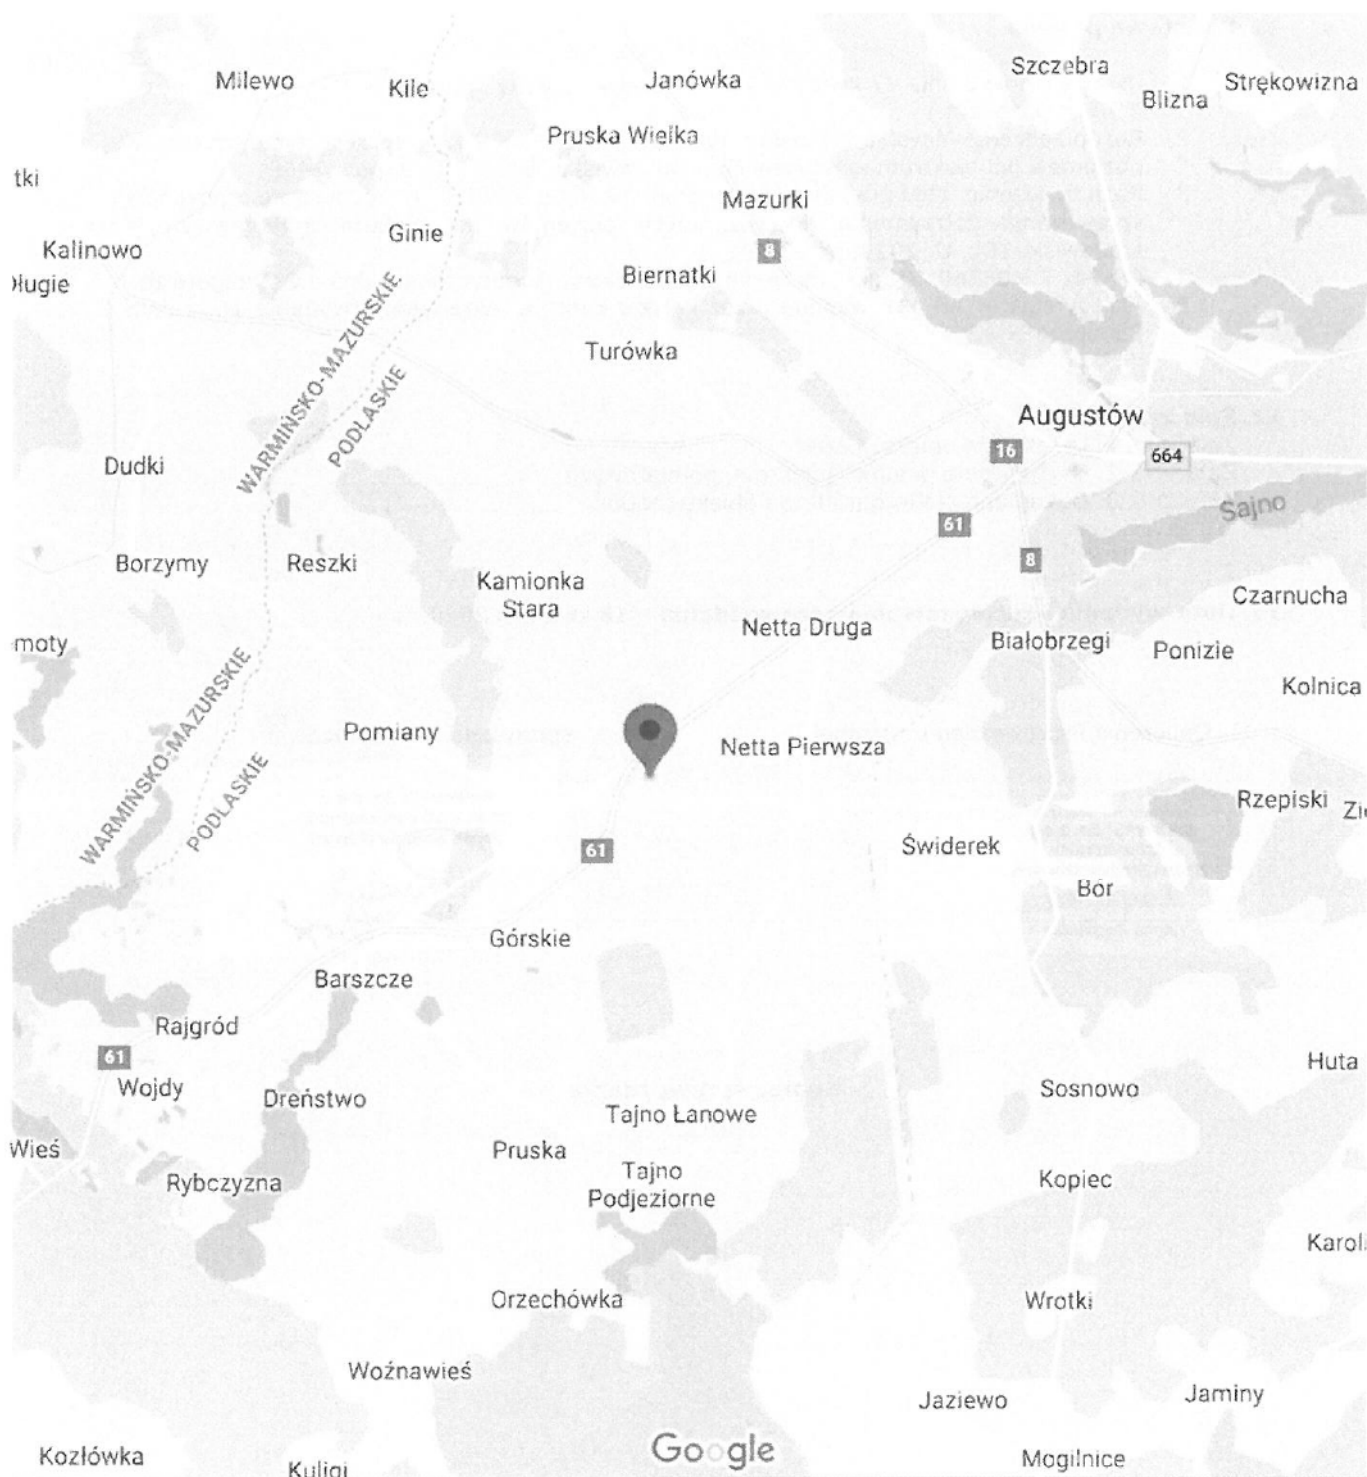 Szczebra
Milewo
Kile
Janówka
Blizna
Strękowizna
Pruska Wielka
tki
Mazurki
Kalinowo
Ginie
8
Biernatki
Długie
WARMIŃSKO-MAZURSKIE
PODLASKIE
Turówka
Augustów
Dudki
16
664
Sajno
61
8
Borzymy
Reszki
Kamionka
Stara
Czarnucha
Netta Druga
moty
Białobrzegi
Ponizie
Kolnica
WARMIŃSKO-MAZURSKIE
PODLASKIE
Pomiany
Netta Pierwsza
Rzepiski
Zie
61
Świderek
Bór
Górskie
Barszcze
Rajgród
61
Huta
Wojdy
Dreństwo
Sosnowo
Tajno Łanowe
Wieś
Pruska
Rybczyzna
Tajno
Podjeziorne
Kopiec
Karoli
Orzechówka
Wrotki
Woźnawieś
Jaziewo
Jaminy
Kozłówka
Kuligi
Google
Mogilnice